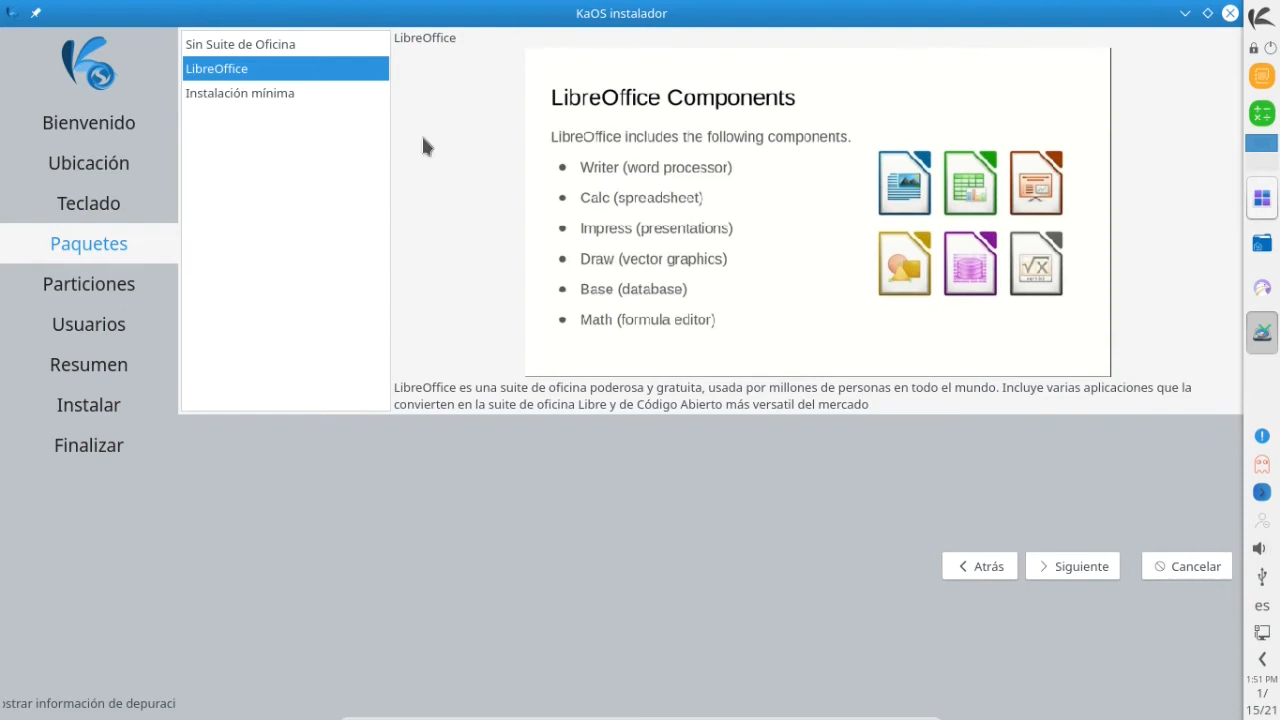 KaOS instalador
Bienvenido
Ubicación
Teclado
Paquetes
Particiones
Usuarios
Resumen
Instalar
Finalizar
ostrar información de depuraci
Sin Suite de Oficina
LibreOffice
Instalación mínima
LibreOffice
LibreOffice Components
LibreOffice includes the following components.
• Writer (word processor)
• Calc (spreadsheet)
• Impress (presentations)
• Draw (vector graphics)
• Base (database)
• Math (formula editor)
LibreOffice es una suite de oficina poderosa y gratuita, usada por millones de personas en todo el mundo. Incluye varias aplicaciones que la
convierten en la suite de oficina Libre y de Código Abierto más versatil del mercado
Atrás
Siguiente
Cancelar
es
1:51 PM
1/
15/21